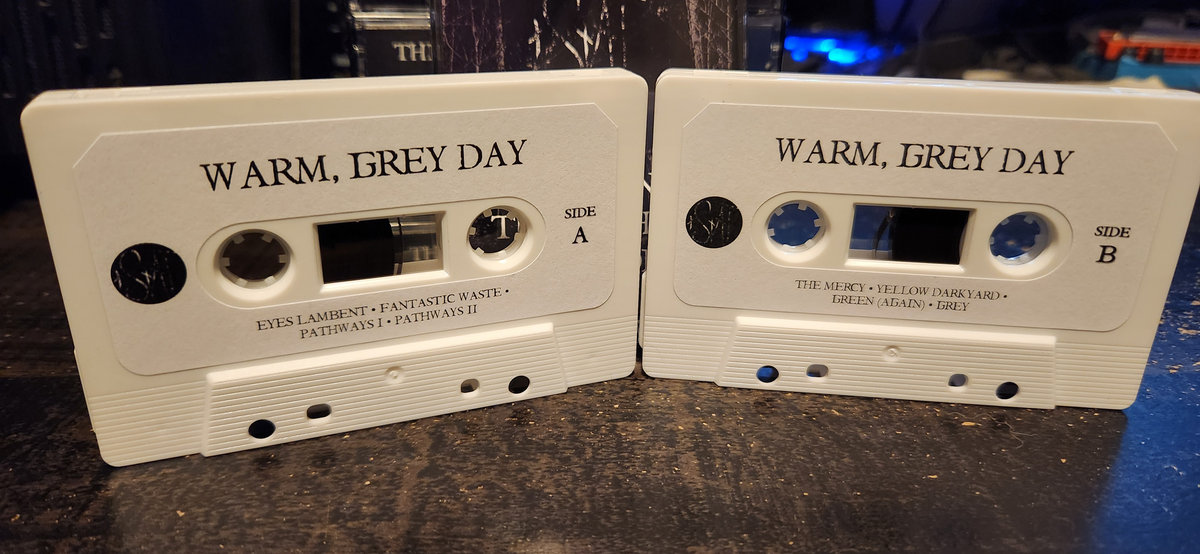 TH
WARM, GREY DAY
T
SIDE
A
EYES LAMBENT • FANTASTIC WASTE •
PATHWAYS I • PATHWAYS II
WARM, GREY DAY
SIDE
B
THE MERCY • YELLOW DARKYARD •
GREEN (AGAIN) • GREY